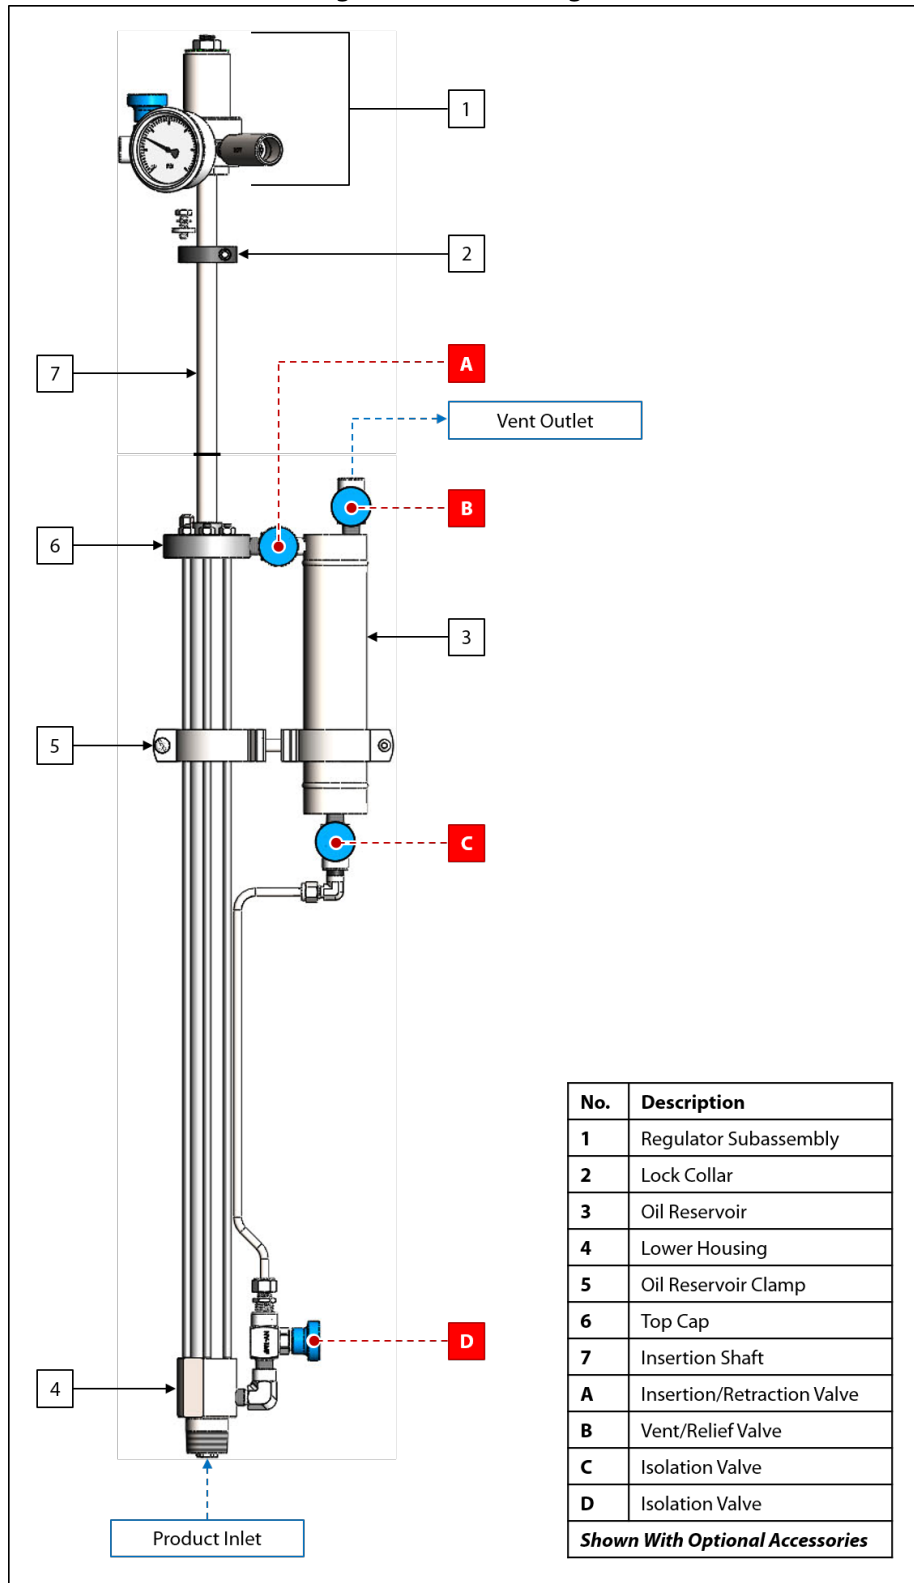 1
2
7
A
Vent Outlet
B
6
3
5
C
D
4
Product Inlet
No. Description
1 Regulator Subassembly
2 Lock Collar
3 Oil Reservoir
4 Lower Housing
5 Oil Reservoir Clamp
6 Top Cap
7 Insertion Shaft
A Insertion/Retraction Valve
B Vent/Relief Valve
C Isolation Valve
D Isolation Valve
Shown With Optional Accessories